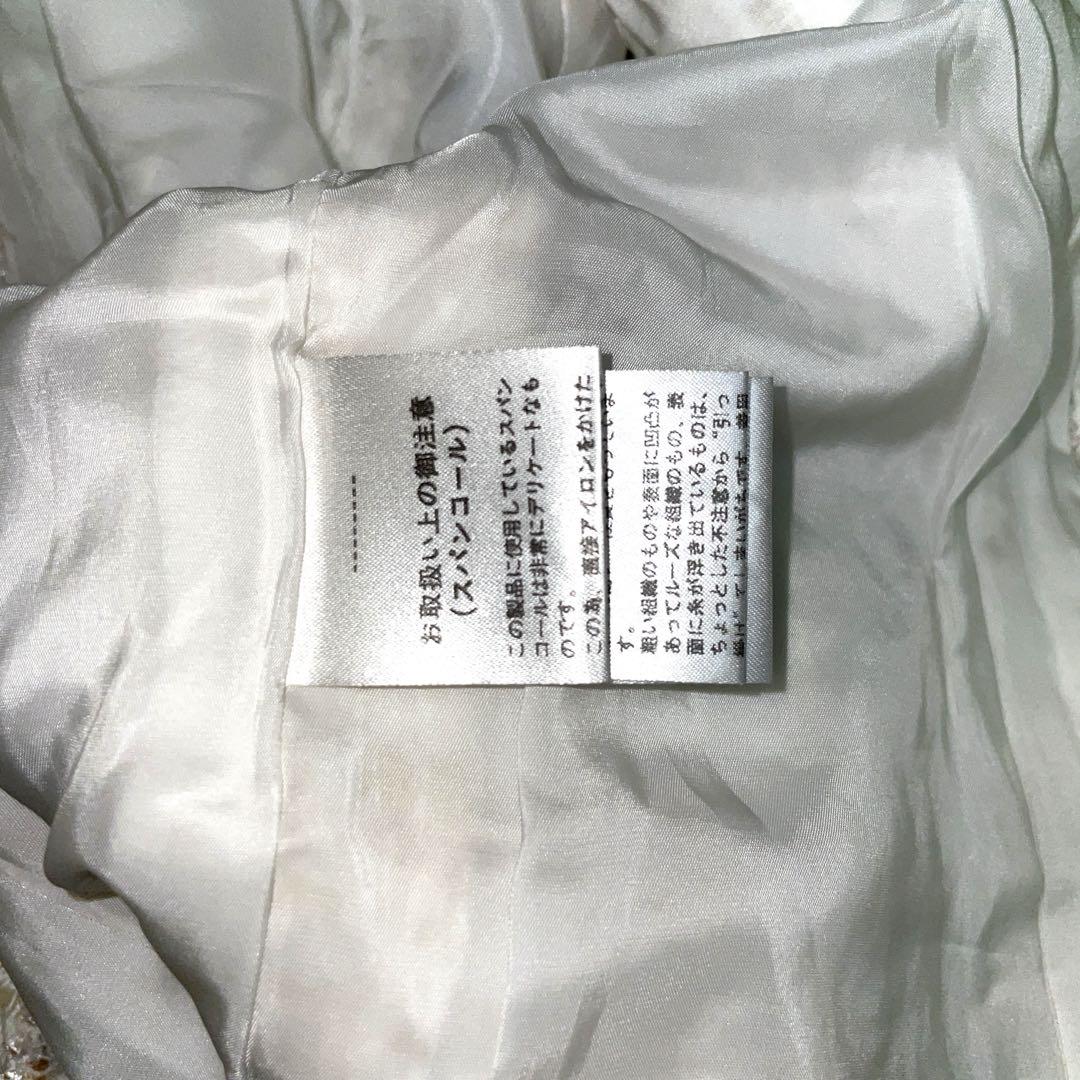 お取扱い上の御注意
(スパンコール)
この製品に使用しているスパン
コールは非常にデリケートなも
のです。
この為、直接アイロンをかけた
す。
粗い組織のものや表面に凹凸が
あってルーズな組織のもの、表
面に糸が浮き出ているものは、
ちょっとした不注意から“引っ